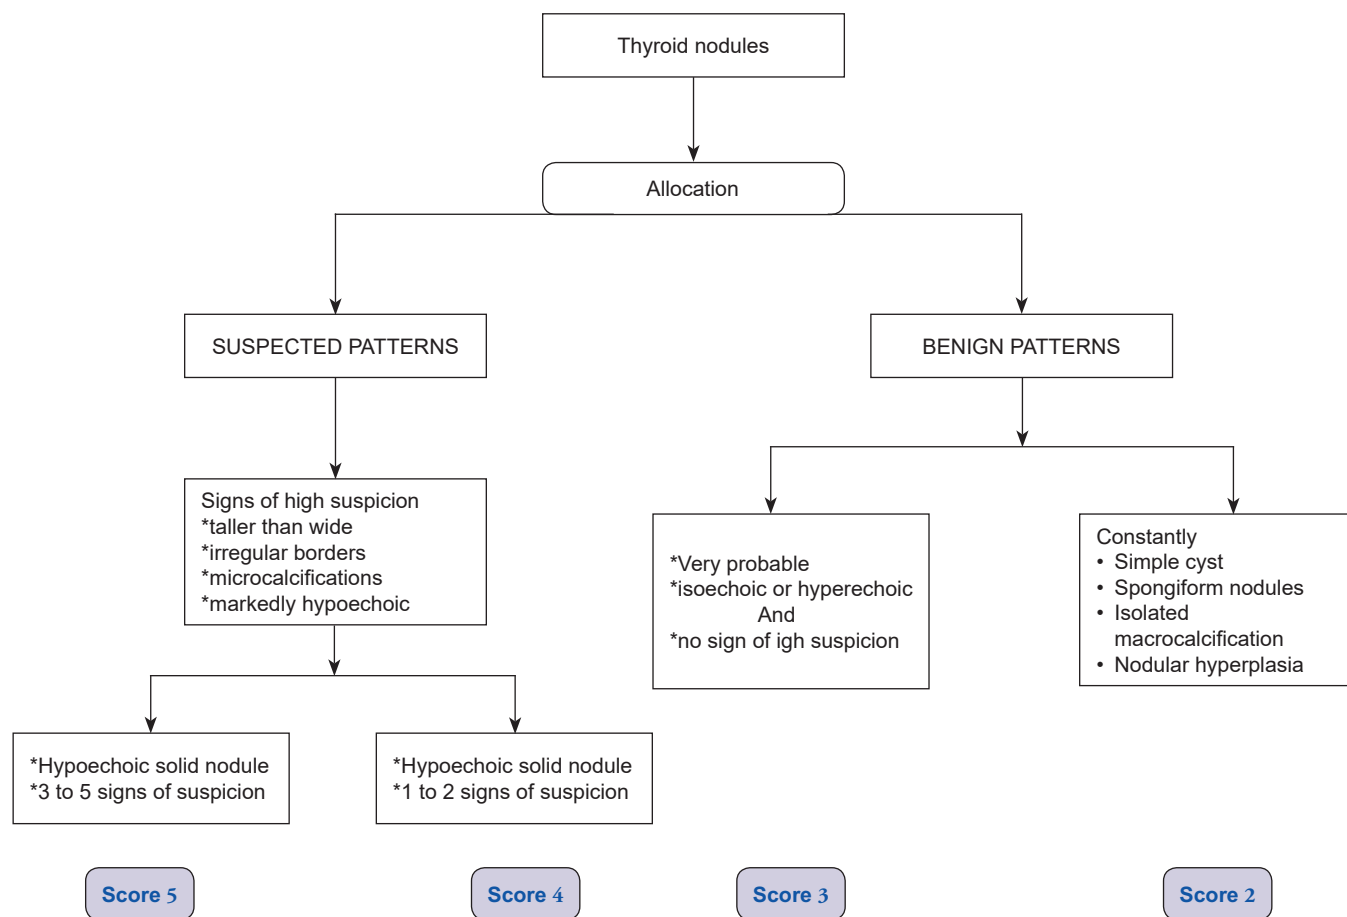 Thyroid nodules
Allocation
SUSPECTED PATTERNS
BENIGN PATTERNS
Signs of high suspicion
*taller than wide
*irregular borders
*microcalcifications
*markedly hypoechoic
*Very probable
*isoechoic or hyperechoic
And
*no sign of igh suspicion
Constantly
• Simple cyst
• Spongiform nodules
• Isolated
macrocalcification
• Nodular hyperplasia
*Hypoechoic solid nodule
*3 to 5 signs of suspicion
*Hypoechoic solid nodule
*1 to 2 signs of suspicion
Score 5
Score 4
Score 3
Score 2